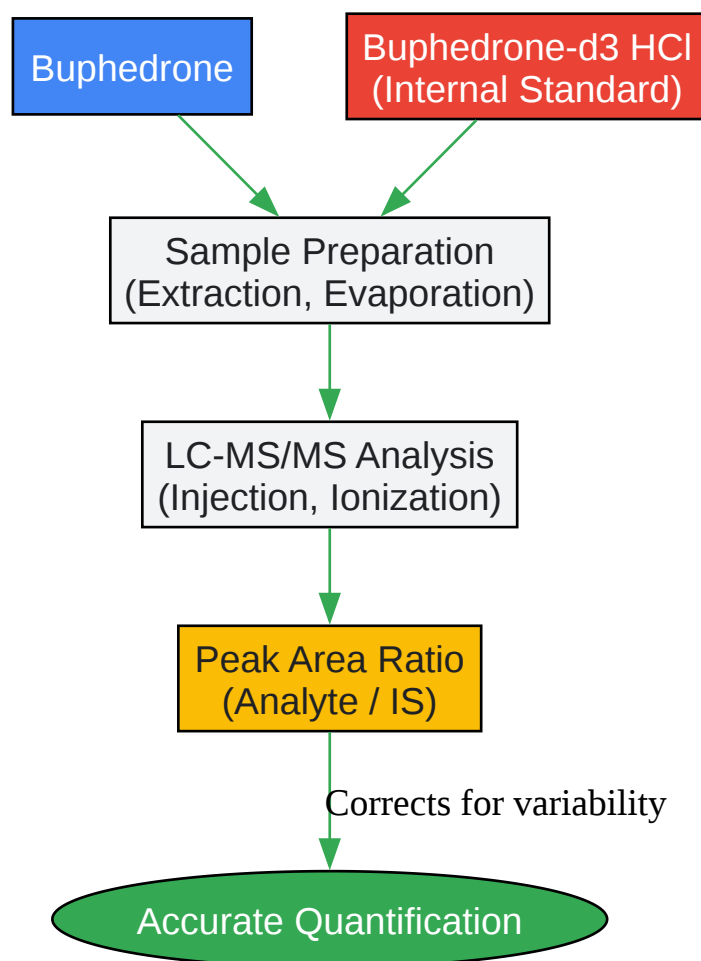 Buphedrone
Buphedrone-d3 HCl
(Internal Standard)
Sample Preparation
(Extraction, Evaporation)
LC-MS/MS Analysis
(Injection, Ionization)
Peak Area Ratio
(Analyte / IS)
Corrects for variability
Accurate Quantification